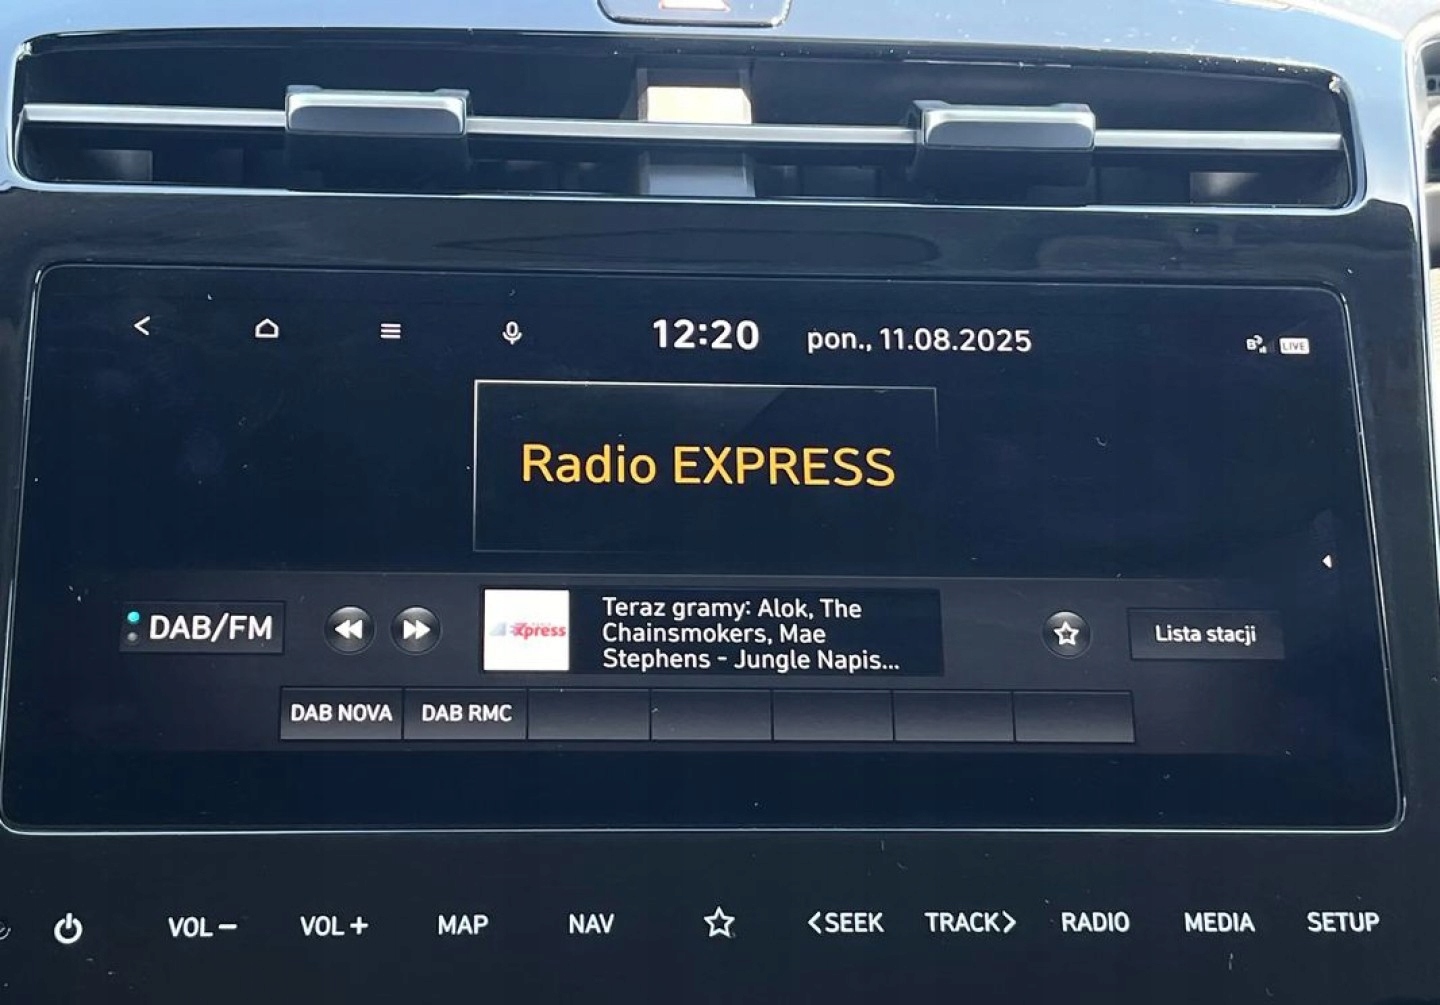 12:20 pon., 11.08.2025
LIVE
Radio EXPRESS
DAB/FM
Xpress
Teraz gramy: Alok, The
Chainsmokers, Mae
Stephens - Jungle Napis...
Lista stacji
DAB NOVA DAB RMC
VOL− VOL+ MAP NAV <SEEK TRACK> RADIO MEDIA SETUP